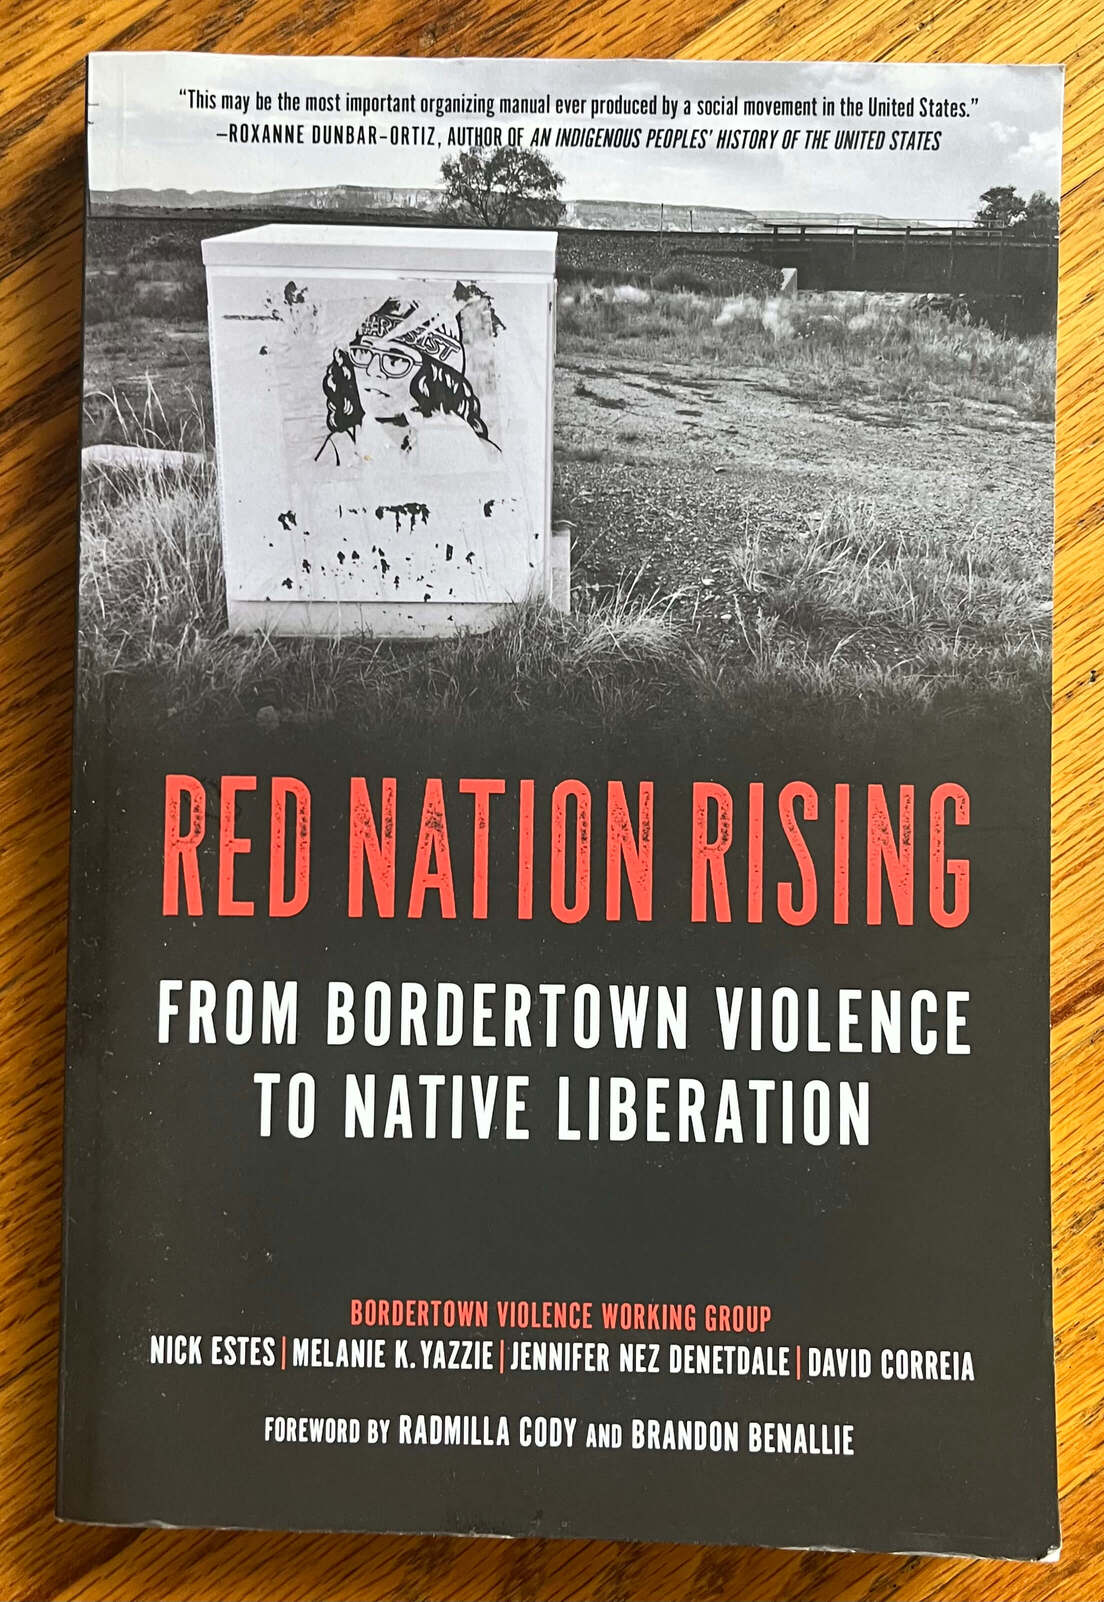 “This may be the most important organizing manual ever produced by a social movement in the United States.”
—ROXANNE DUNBAR-ORTIZ, AUTHOR OF AN INDIGENOUS PEOPLES’ HISTORY OF THE UNITED STATES
RED NATION RISING
FROM BORDERTOWN VIOLENCE
TO NATIVE LIBERATION
BORDERTOWN VIOLENCE WORKING GROUP
NICK ESTES | MELANIE K. YAZZIE | JENNIFER NEZ DENETDALE | DAVID CORREIA
FOREWORD BY RADMILLA CODY AND BRANDON BENALLIE